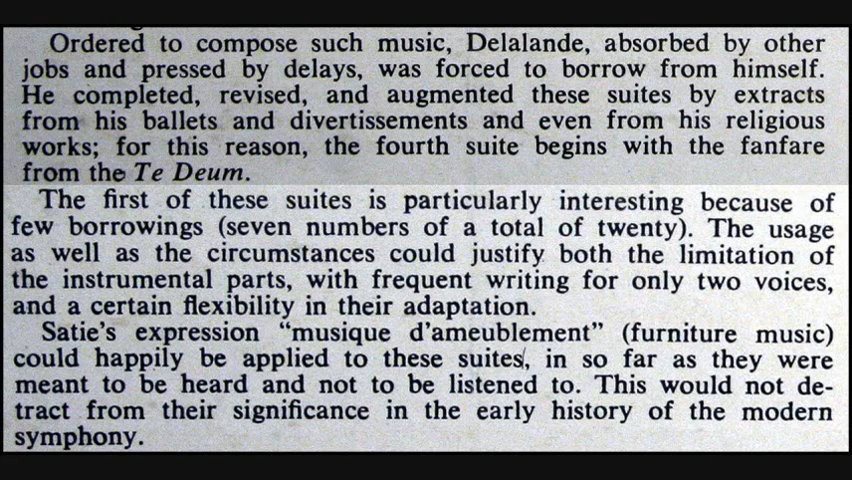 Ordered to compose such music, Delalande, absorbed by other
jobs and pressed by delays, was forced to borrow from himself.
He completed, revised, and augmented these suites by extracts
from his ballets and divertissements and even from his religious
works; for this reason, the fourth suite begins with the fanfare
from the Te Deum.
The first of these suites is particularly interesting because of
few borrowings (seven numbers of a total of twenty). The usage
as well as the circumstances could justify both the limitation of
the instrumental parts, with frequent writing for only two voices,
and a certain flexibility in their adaptation.
Satie's expression "musique d'ameublement" (furniture music)
could happily be applied to these suites, in so far as they were
meant to be heard and not to be listened to. This would not de-
tract from their significance in the early history of the modern
symphony.